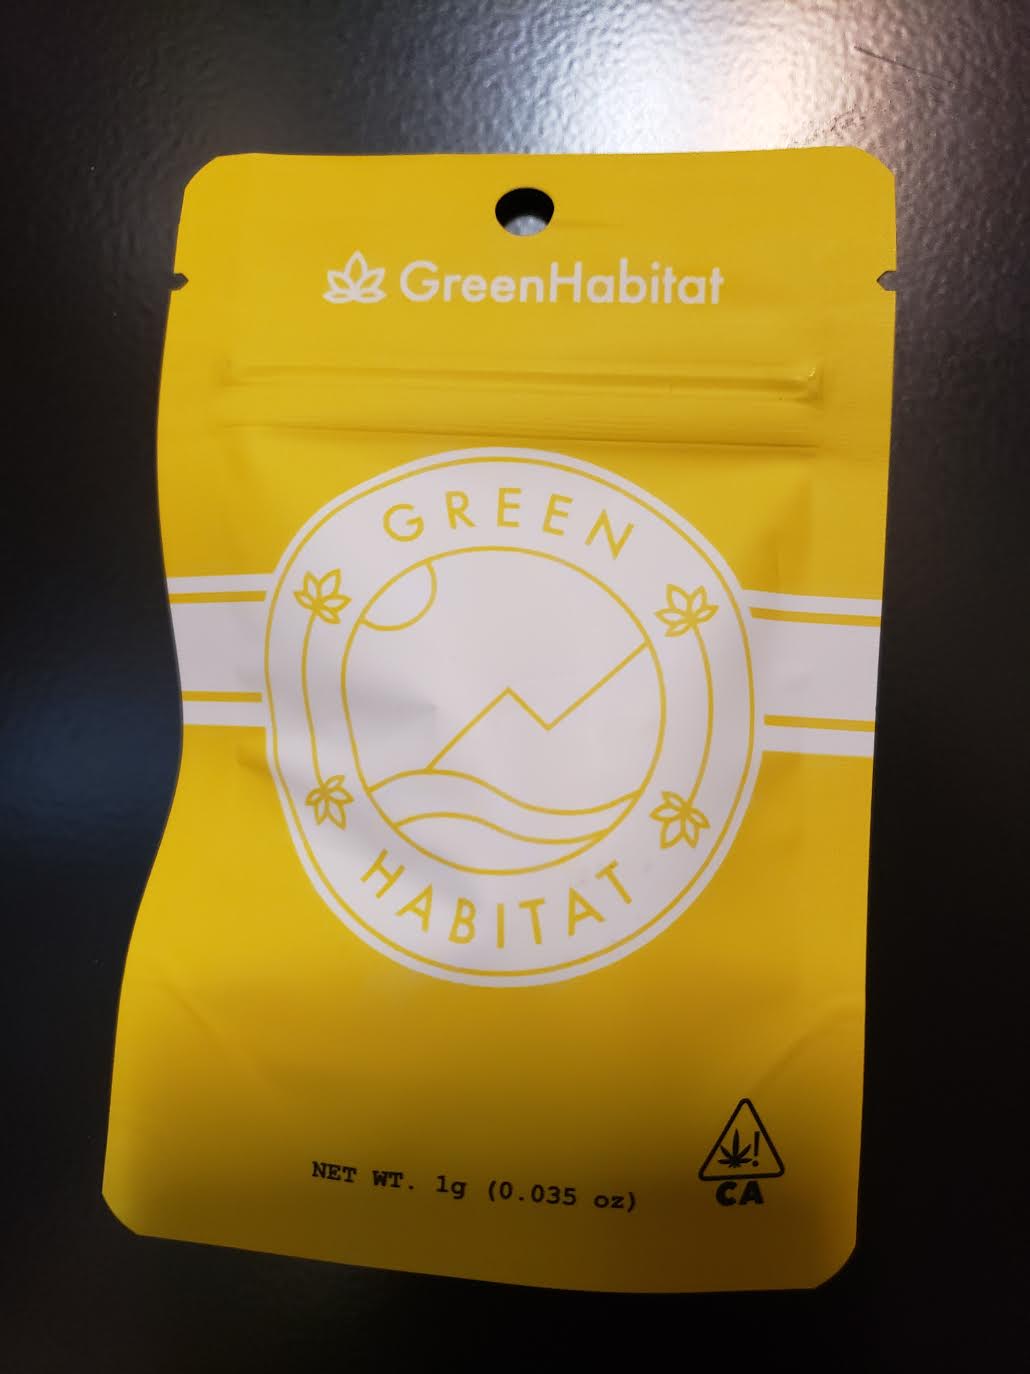 GreenHabitat
GREEN
HABITAT
NET WT. 1g (0.035 oz)
!
CA